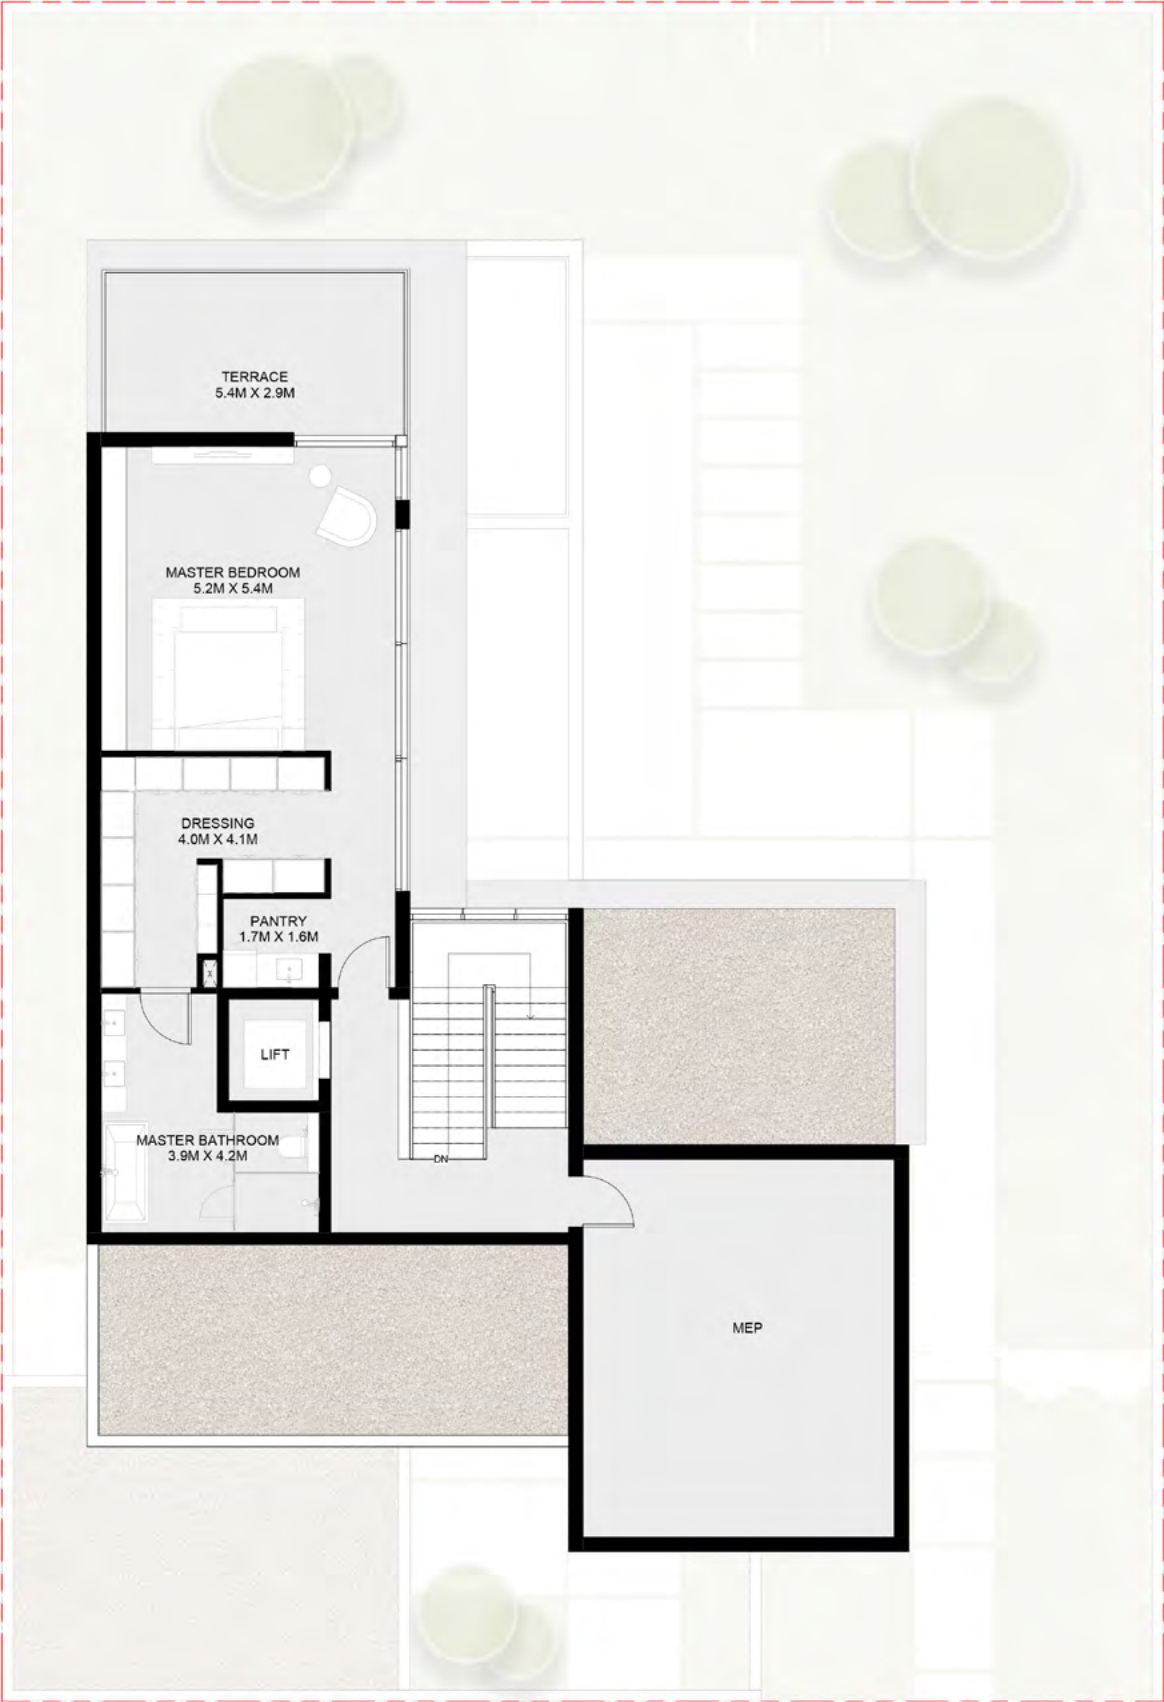 TERRACE
5.4M X 2.9M
MASTER BEDROOM
5.2M X 5.4M
DRESSING
4.0M X 4.1M
PANTRY
1.7M X 1.6M
LIFT
MASTER BATHROOM
3.9M X 4.2M
DN
MEP